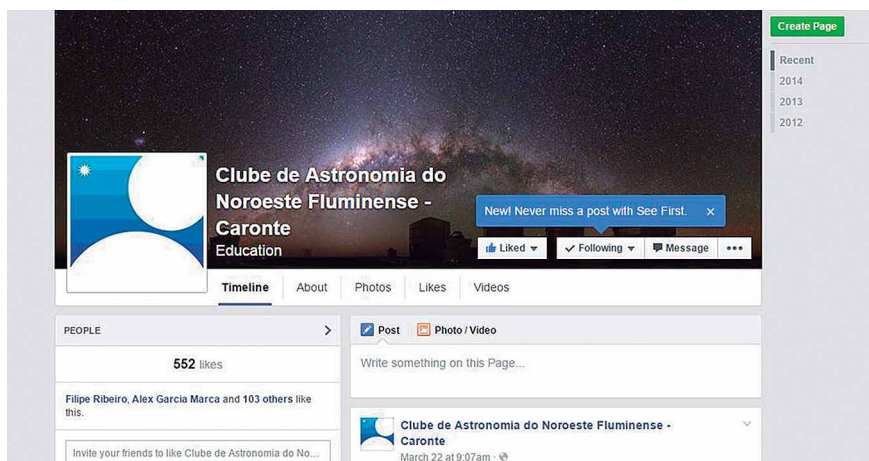 Create Page
Recent
2014
2013
2012
Clube de Astronomia do
Noroeste Fluminense -
Caronte
Education
New! Never miss a post with See First. ×
Liked
Following
Message
Timeline About Photos Likes Videos
PEOPLE
552 likes
Filipe Ribeiro, Alex Garcia Marca and 103 others like
this.
Invite your friends to like Clube de Astronomia do No...
Post Photo / Video
Write something on this Page...
Clube de Astronomia do Noroeste Fluminense -
Caronte
March 22 at 9:07am ·